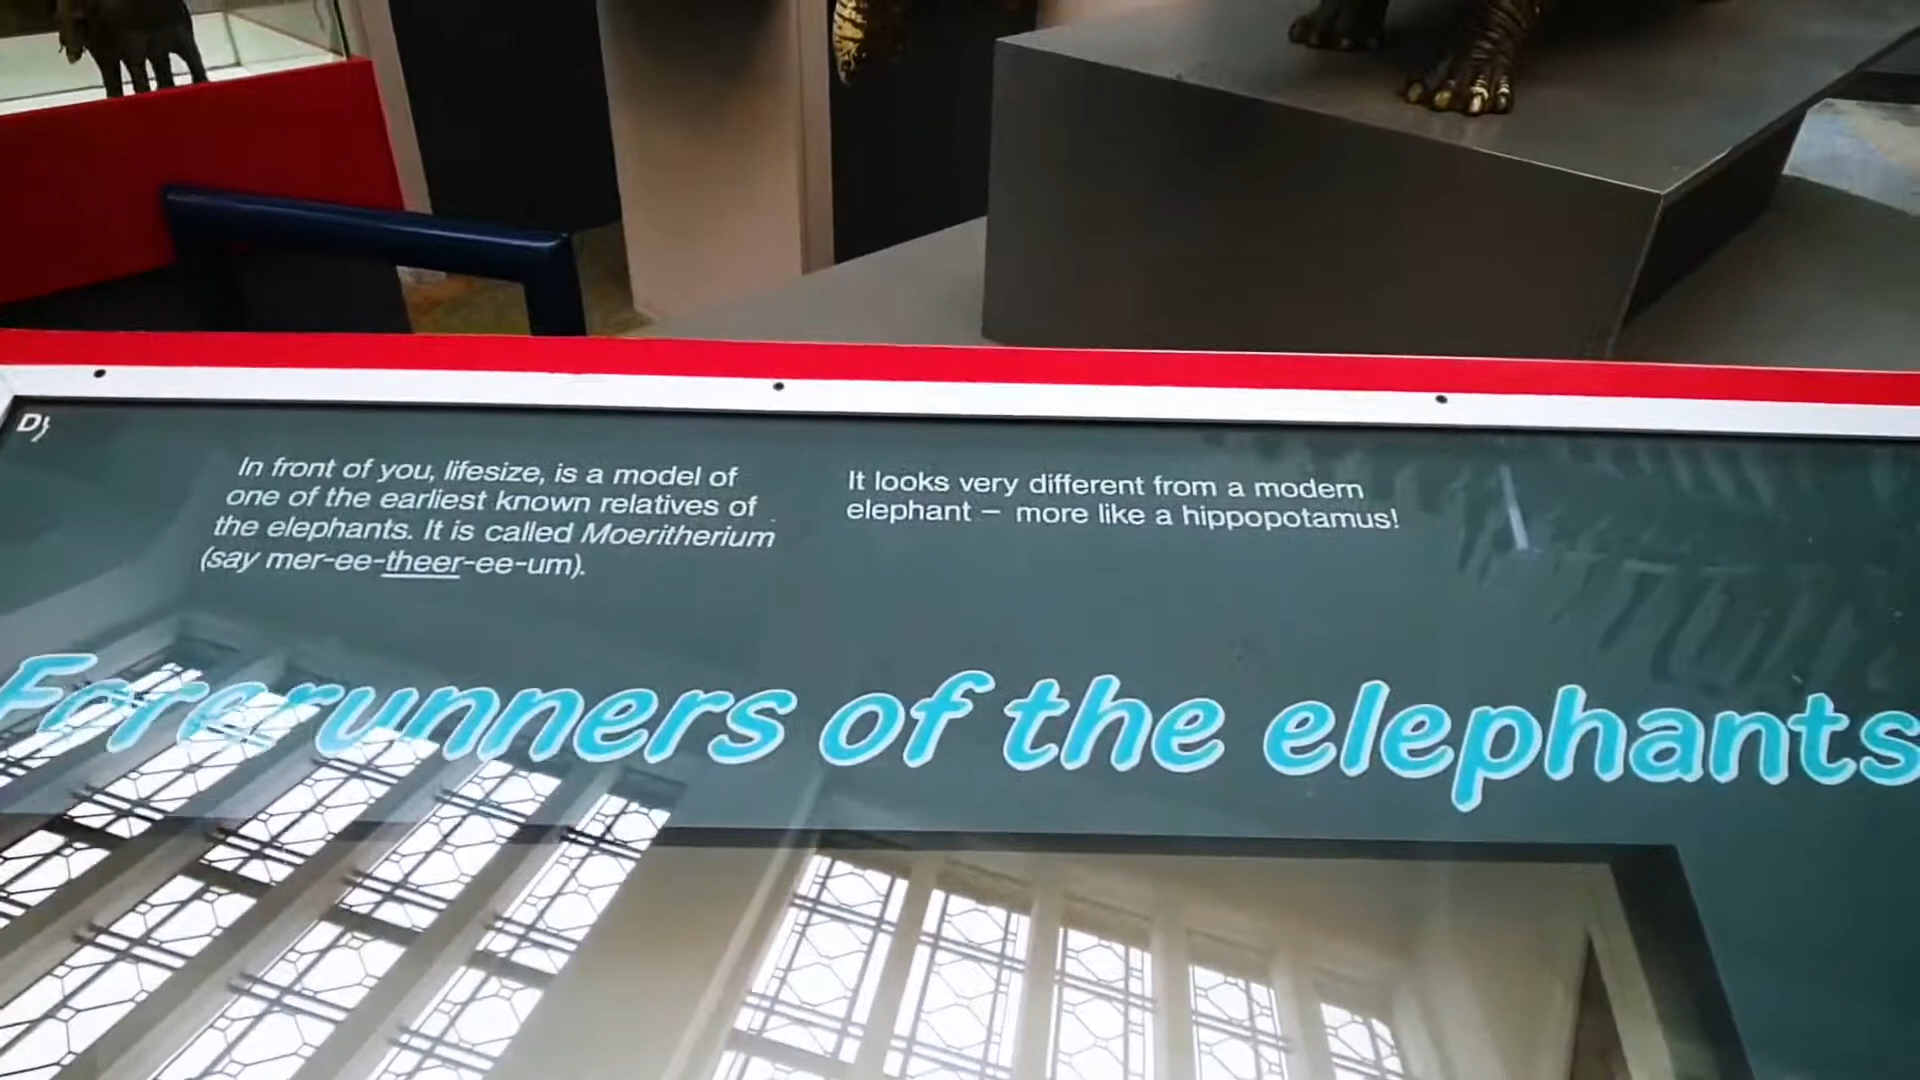 D}
In front of you, lifesize, is a model of
one of the earliest known relatives of
the elephants. It is called Moeritherium
(say mer-ee-theer-ee-um).
It looks very different from a modern
elephant – more like a hippopotamus!
Forerunners of the elephants